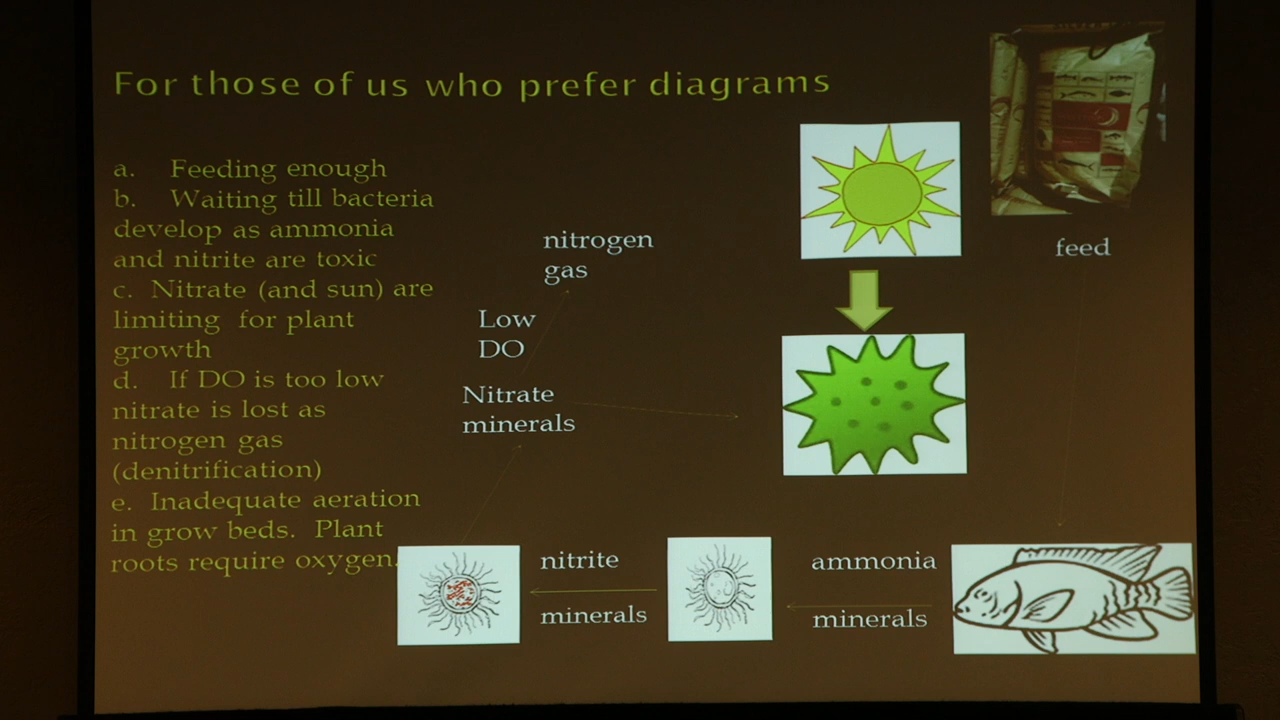 For those of us who prefer diagrams
a. Feeding enough
b. Waiting till bacteria
develop as ammonia
and nitrite are toxic
c. Nitrate (and sun) are
limiting for plant
growth
d. If DO is too low
nitrate is lost as
nitrogen gas
(denitrification)
e. Inadequate aeration
in grow beds. Plant
roots require oxygen.
nitrogen
gas
Low
DO
Nitrate
minerals
feed
nitrite
minerals
ammonia
minerals